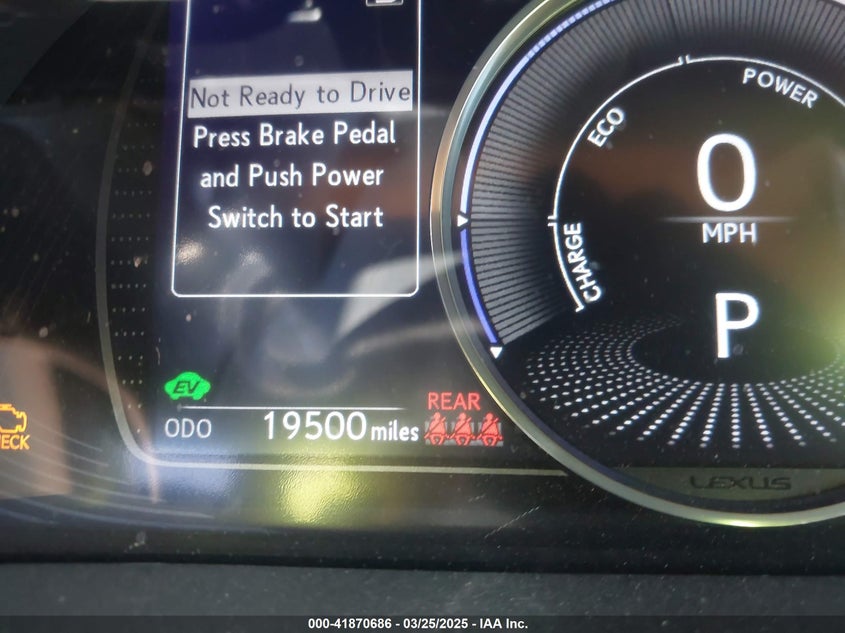 Not Ready to Drive
Press Brake Pedal
and Push Power
Switch to Start
POWER
ECO
CHARGE
0
MPH
P
EV
REAR
ODO 19500 miles
LEXUS
000-41870686 - 03/25/2025 - IAA Inc.